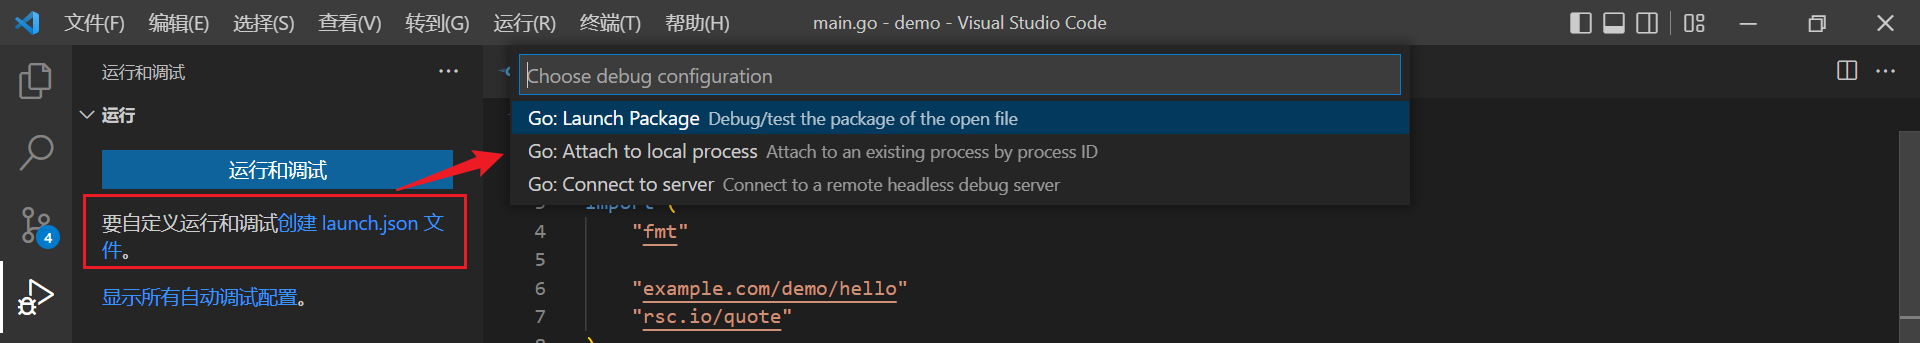 文件(F) 编辑(E) 选择(S) 查看(V) 转到(G) 运行(R) 终端(T) 帮助(H) main.go - demo - Visual Studio Code
运行和调试
运行
运行和调试
要自定义运行和调试创建 launch.json 文
件。
显示所有自动调试配置。
4
Choose debug configuration
Go: Launch Package Debug/test the package of the open file
Go: Attach to local process Attach to an existing process by process ID
Go: Connect to server Connect to a remote headless debug server
3 import (
4 "fmt"
5
6 "example.com/demo/hello"
7 "rsc.io/quote"
8 )